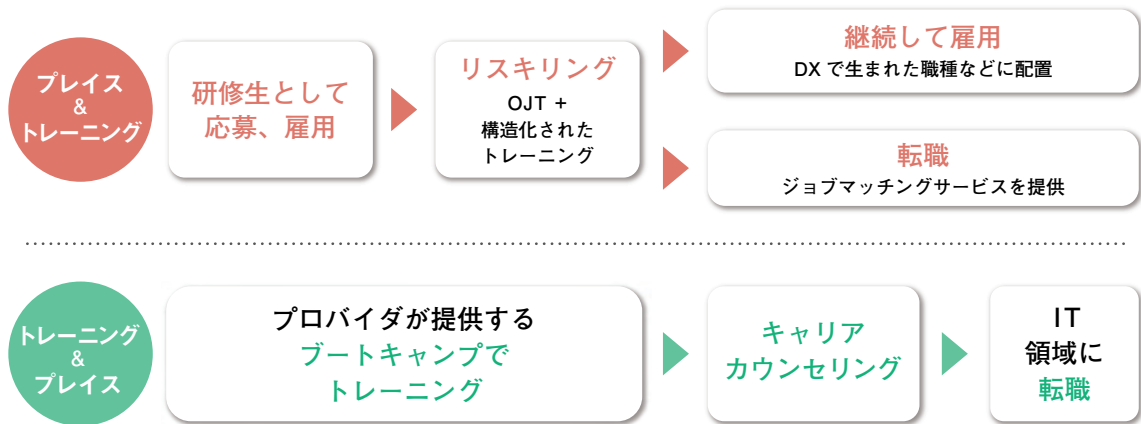 プレイス
&
トレーニング
研修生として
応募、雇用
リスキリング
OJT +
構造化された
トレーニング
継続して雇用
DXで生まれた職種などに配置
転職
ジョブマッチングサービスを提供
トレーニング
&
プレイス
プロバイダが提供する
ブートキャンプで
トレーニング
キャリア
カウンセリング
IT
領域に
転職